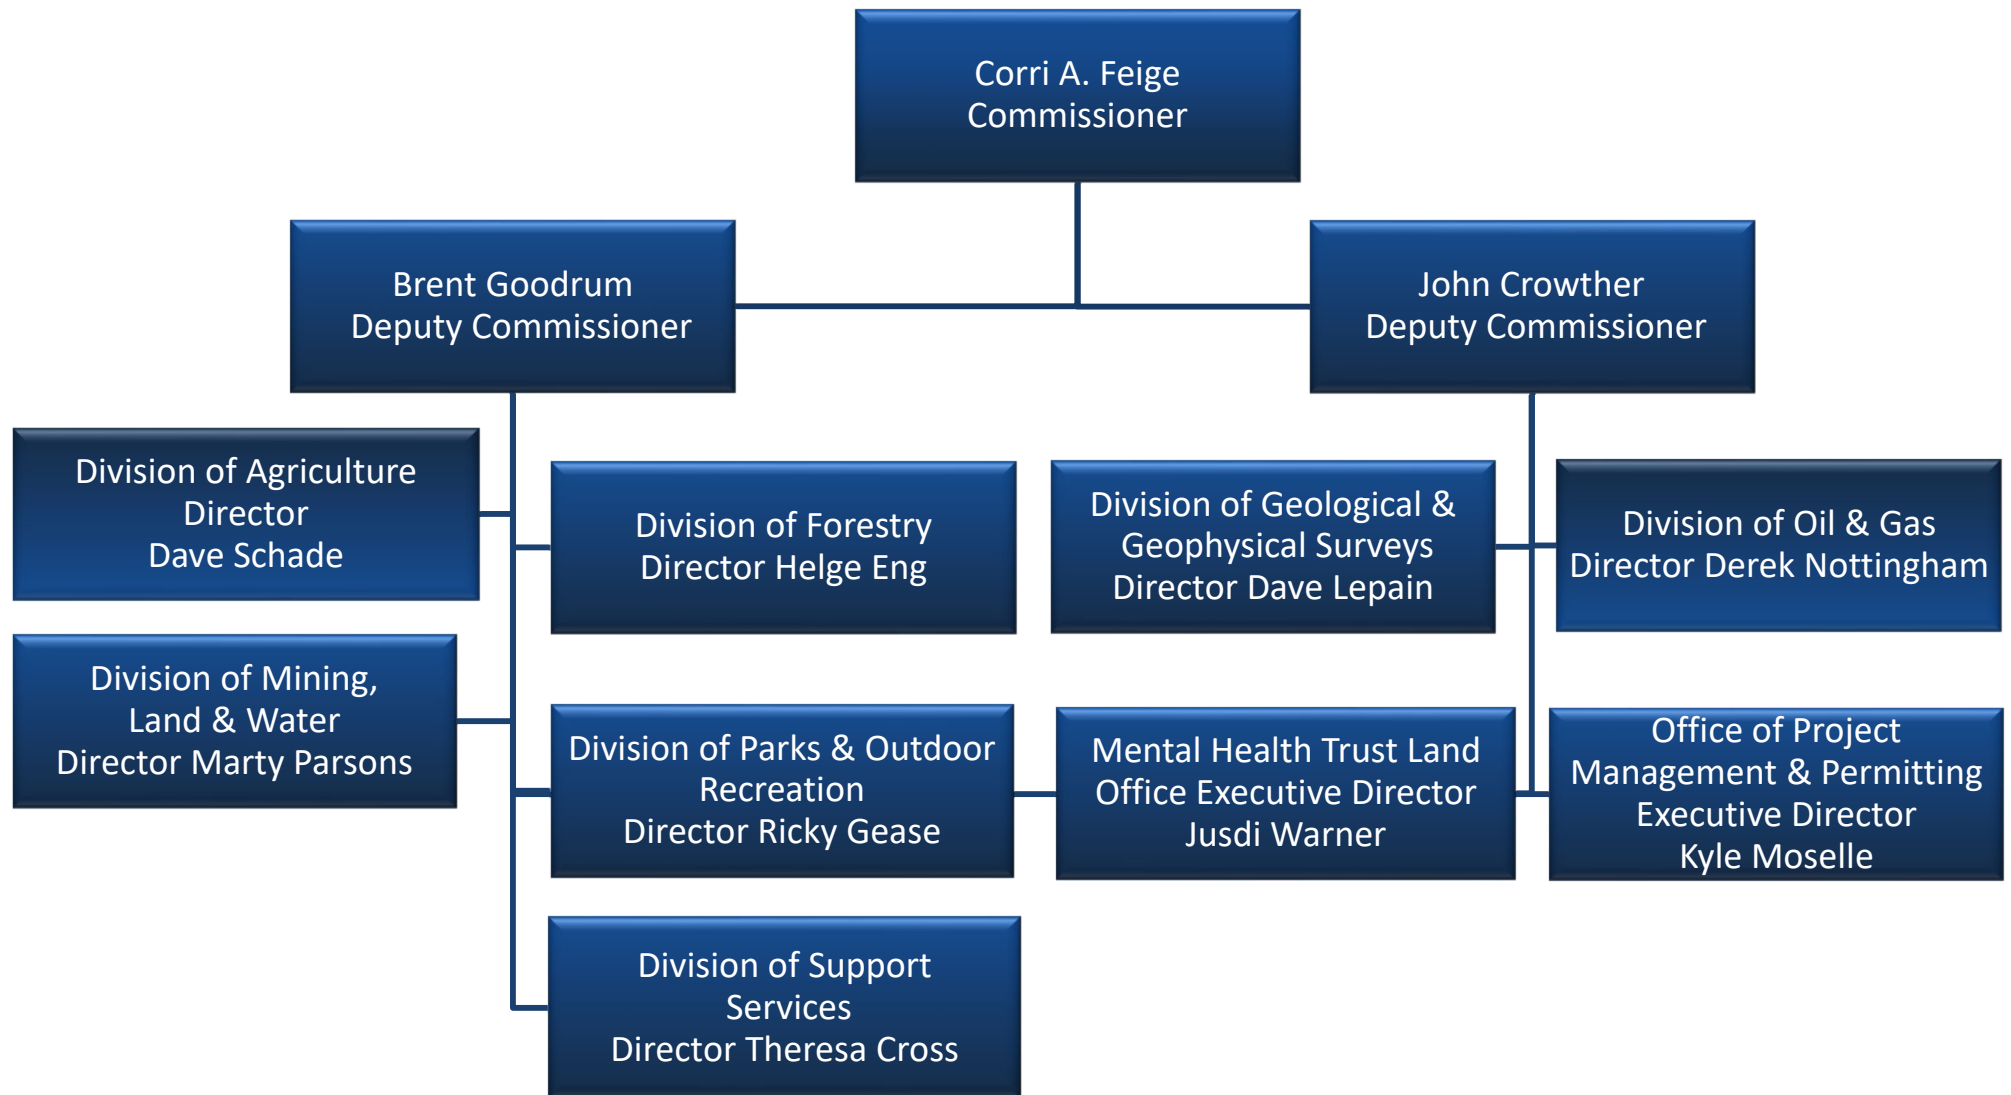 Corri A. Feige
Commissioner
Brent Goodrum
Deputy Commissioner
John Crowther
Deputy Commissioner
Division of Agriculture
Director
Dave Schade
Division of Forestry
Director Helge Eng
Division of Geological &
Geophysical Surveys
Director Dave Lepain
Division of Oil & Gas
Director Derek Nottingham
Division of Mining,
Land & Water
Director Marty Parsons
Division of Parks & Outdoor
Recreation
Director Ricky Gease
Mental Health Trust Land
Office Executive Director
Jusdi Warner
Office of Project
Management & Permitting
Executive Director
Kyle Moselle
Division of Support
Services
Director Theresa Cross